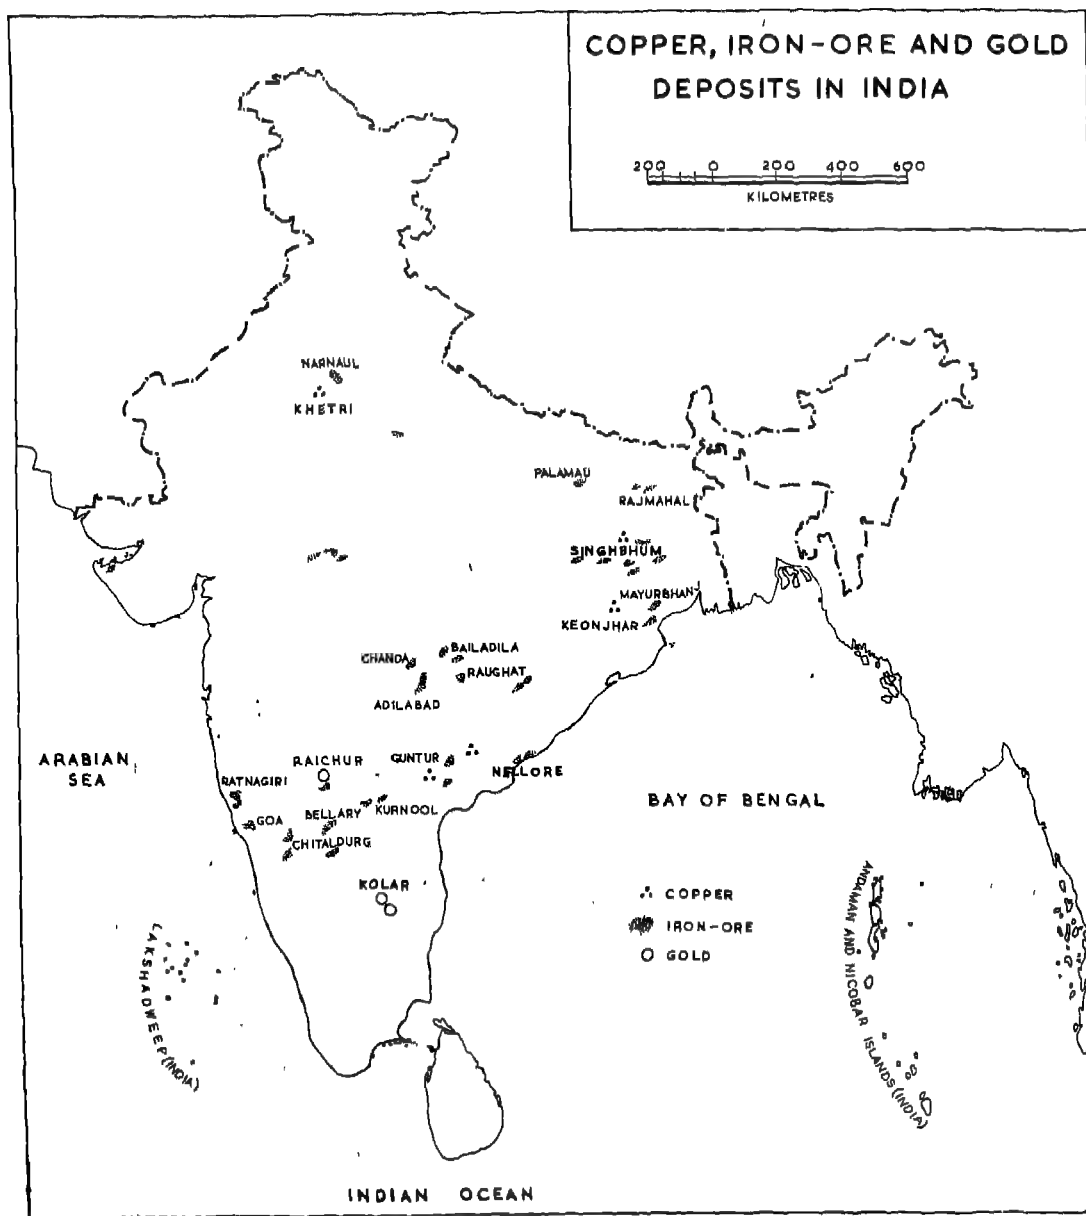 COPPER, IRON-ORE AND GOLD
DEPOSITS IN INDIA
200 0 200 400 600
KILOMETRES
NARNAUL
KHETRI
PALAMAU
RAJMAHAL
SINGHBHUM
MAYURBHAN
KEONJHAR
BAILADILA
CHANDA
RAUGHAT
ADILABAD
ARABIAN
SEA
RAICHUR
GUNTUR
NELLORE
RATNAGIRI
BAY OF BENGAL
BELLARY
KURNOOL
GOA
CHITALDURG
KOLAR
COPPER
IRON-ORE
GOLD
LAKSHADWEEP (INDIA)
ANDAMAN AND NICOBAR ISLANDS (INDIA)
INDIAN OCEAN